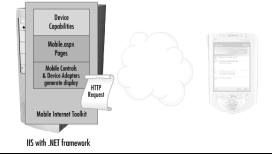 Device
Capabilities
Mobile.aspx
Pages
Mobile Controls
& Device Adapters
generate display
HTTP
Request
Mobile Internet Toolkit
IIS with .NET framework